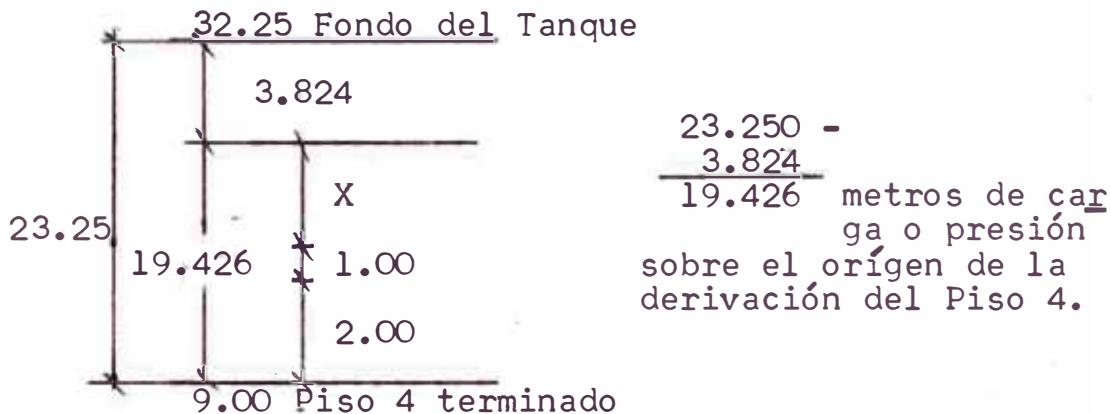 32.25 Fondo del Tanque
3.824
X
23.25
19.426
1.00
2.00
9.00 Piso 4 terminado
23.250 -
3.824
19.426 metros de car
ga o presión
sobre el orígen de la
derivación del Piso 4.